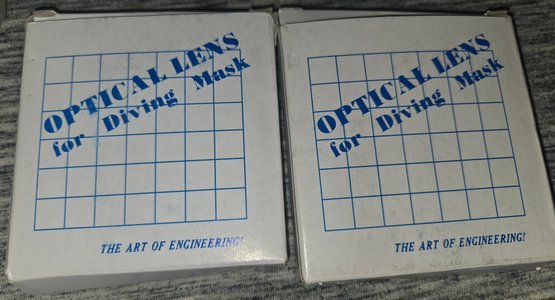 OPTICAL LENS
for Diving Mask
THE ART OF ENGINEERING!
OPTICAL LENS
for Diving Mask
THE ART OF ENGINEERING!